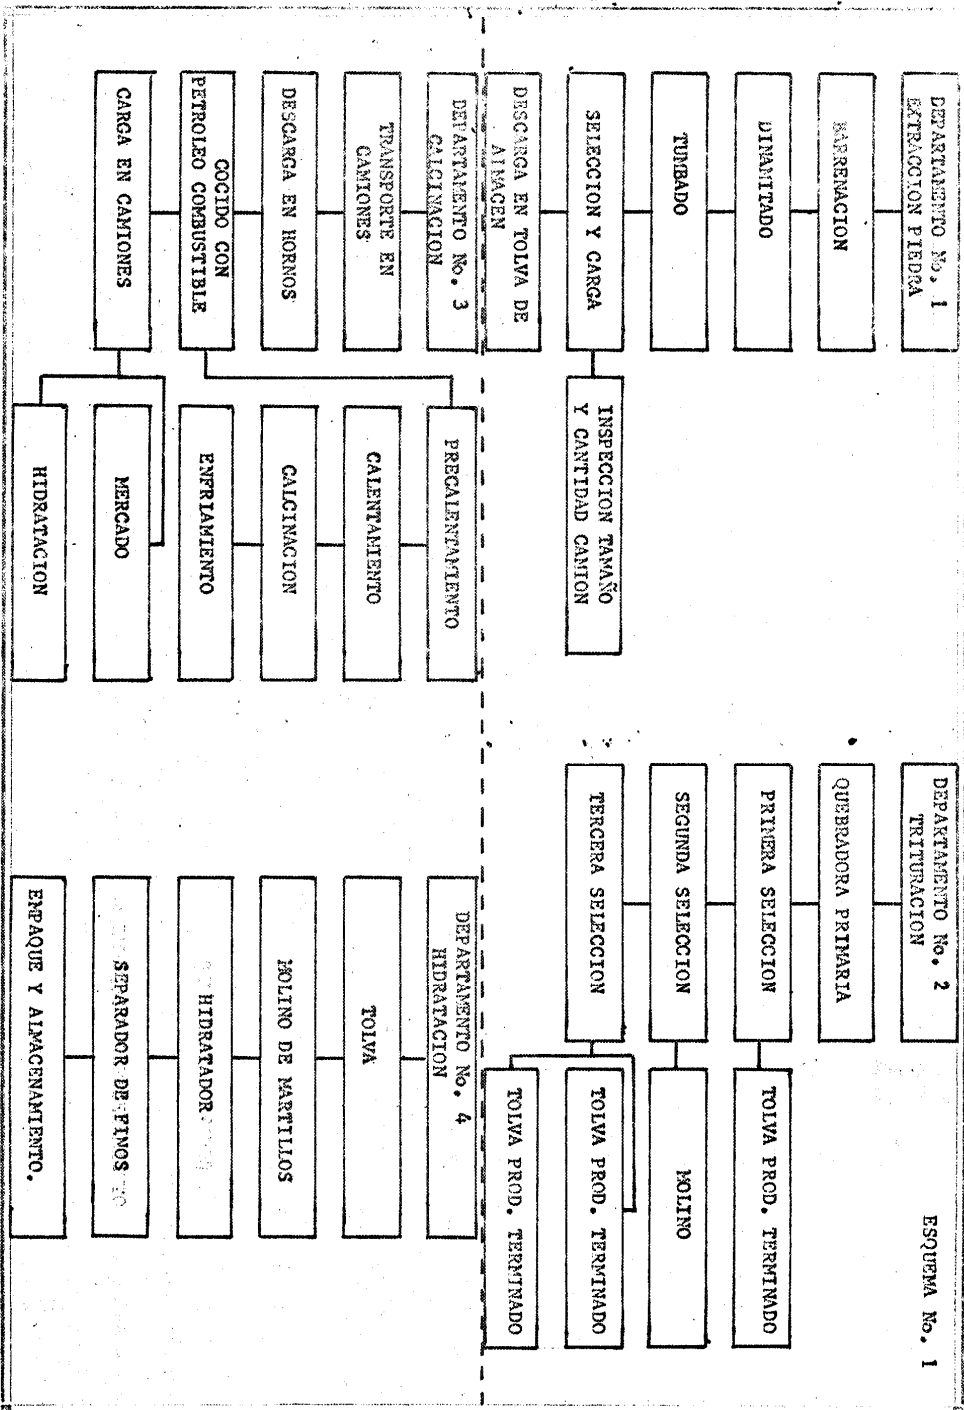 ESQUEMA No. 1
DEPARTAMENTO No. 1
EXTRACCION PIEDRA
BARRENACION
DINAMITADO
TUMBADO
SELECCION Y CARGA
INSPECCION TAMAÑO
Y CANTIDAD CAMION
DESCARGA EN TOLVA DE
ALMACEN
DEPARTAMENTO No. 2
TRITURACION
QUEBRADORA PRIMARIA
PRIMERA SELECCION
TOLVA PROD. TERMINADO
SEGUNDA SELECCION
MOLINO
TERCERA SELECCION
TOLVA PROD. TERMINADO
TOLVA PROD. TERMINADO
DEPARTAMENTO No. 3
CALCINACION
TRANSPORTE EN
CAMIONES
DESCARGA EN HORNOS
COCIDO CON
PETROLEO COMBUSTIBLE
CARGA EN CAMIONES
PRECALENTAMIENTO
CALENTAMIENTO
CALCINACION
ENFRIAMIENTO
MERCADO
HIDRATACION
DEPARTAMENTO No. 4
HIDRATACION
TOLVA
MOLINO DE MARTILLOS
HIDRATADOR
SEPARADOR DE FINOS
EMPAQUE Y ALMACENAMIENTO.